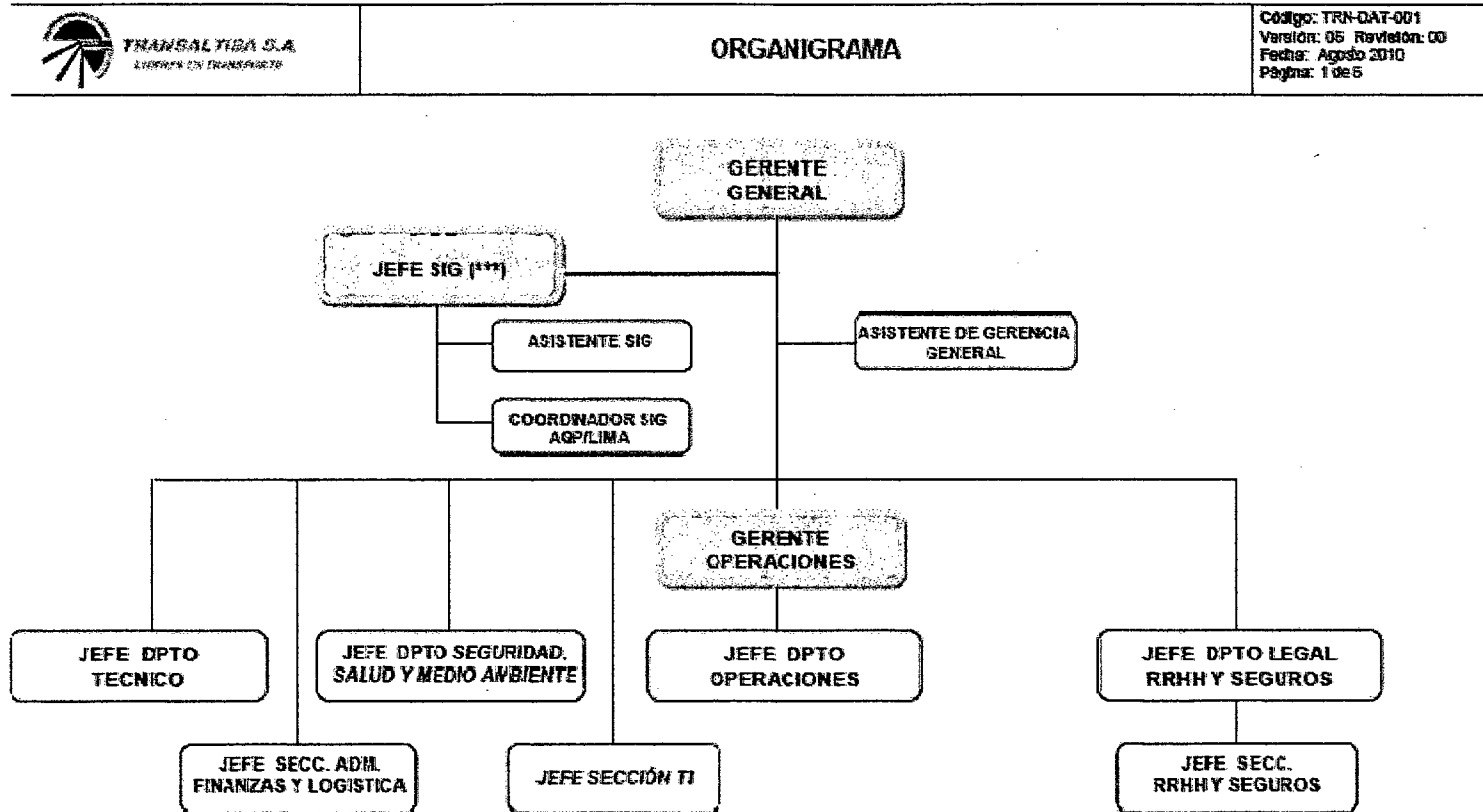 TRANSALTISA S.A.
LIDERES EN TRANSPORTE
ORGANIGRAMA
Código: TRN-DAT-001
Versión: 05 Revisión: 00
Fecha: Agosto 2010
Página: 1 de 5
GERENTE
GENERAL
JEFE SIG (***)
ASISTENTE SIG
ASISTENTE DE GERENCIA
GENERAL
COORDINADOR SIG
AQP/LIMA
GERENTE
OPERACIONES
JEFE DPTO
TECNICO
JEFE DPTO SEGURIDAD,
SALUD Y MEDIO AMBIENTE
JEFE DPTO
OPERACIONES
JEFE DPTO LEGAL
RRHH Y SEGUROS
JEFE SECC. ADM.
FINANZAS Y LOGISTICA
JEFE SECCIÓN TI
JEFE SECC.
RRHH Y SEGUROS